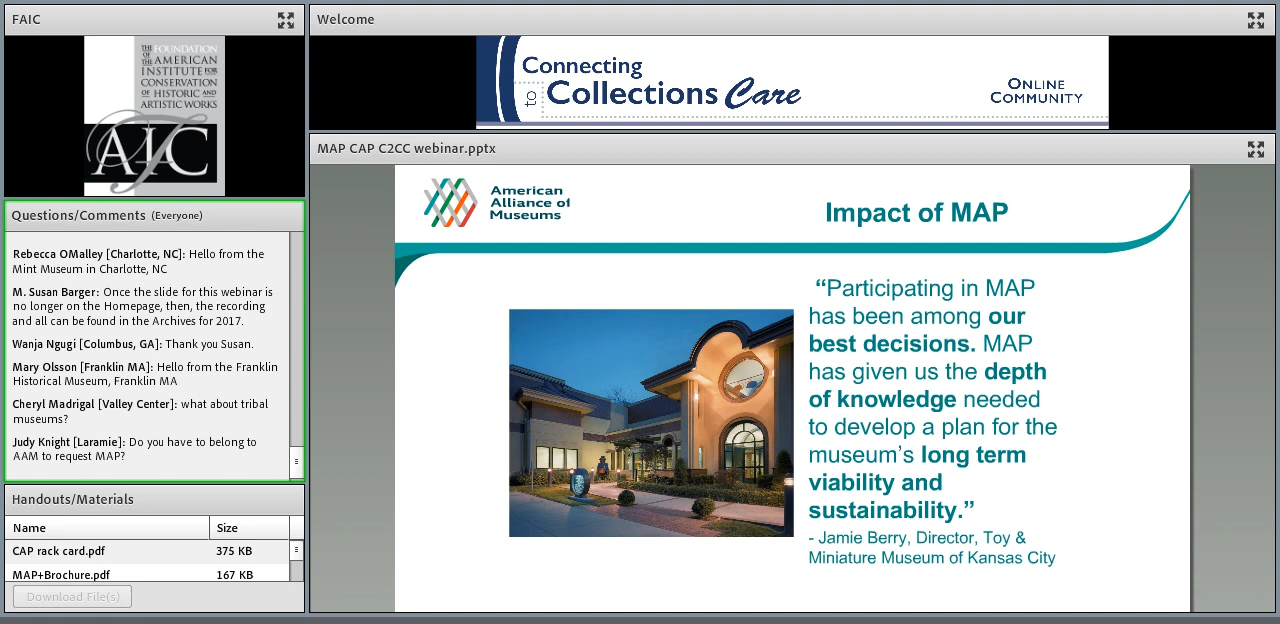 FAIC
THE FOUNDATION
OF THE AMERICAN
INSTITUTE FOR
CONSERVATION
OF HISTORIC AND
ARTISTIC WORKS
AIC
Questions/Comments (Everyone)
Rebecca OMalley [Charlotte, NC]: Hello from the
Mint Museum in Charlotte, NC
M. Susan Barger: Once the slide for this webinar is
no longer on the Homepage, then, the recording
and all can be found in the Archives for 2017.
Wanja Ngugi [Columbus, GA]: Thank you Susan.
Mary Olsson [Franklin MA]: Hello from the Franklin
Historical Museum, Franklin MA
Cheryl Madrigal [Valley Center]: what about tribal
museums?
Judy Knight [Laramie]: Do you have to belong to
AAM to request MAP?
Handouts/Materials
Name Size
CAP rack card.pdf 375 KB
MAP+Brochure.pdf 167 KB
Download File(s)
Welcome
Connecting
to Collections Care
ONLINE
COMMUNITY
MAP CAP C2CC webinar.pptx
American
Alliance of
Museums
Impact of MAP
“Participating in MAP
has been among our
best decisions. MAP
has given us the depth
of knowledge needed
to develop a plan for the
museum’s long term
viability and
sustainability.”
- Jamie Berry, Director, Toy &
Miniature Museum of Kansas City